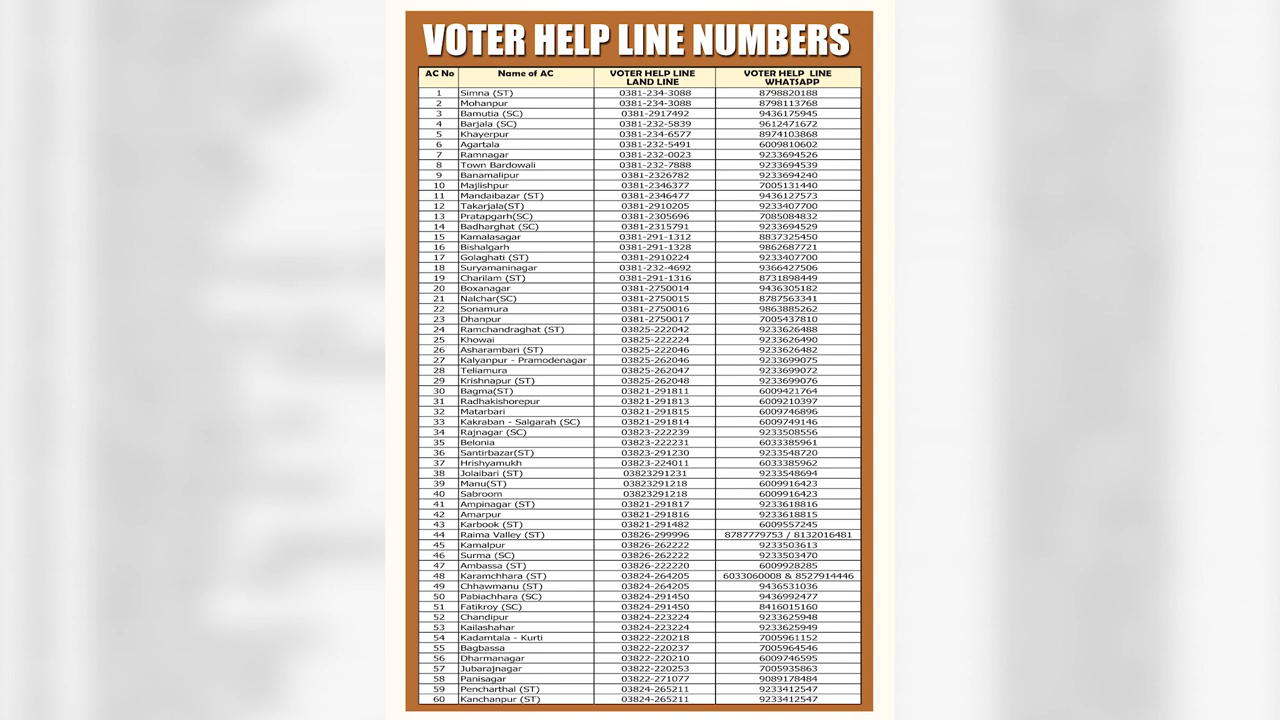 VOTER HELP LINE NUMBERS
AC No Name of AC VOTER HELP LINE LAND LINE VOTER HELP LINE WHATSAPP
1 Simna (ST) 0381-234-3088 8798820188
2 Mohanpur 0381-234-3088 8798113768
3 Bamutia (SC) 0381-2917492 9436175945
4 Barjala (SC) 0381-232-5839 9612471672
5 Khayerpur 0381-234-6577 8974103868
6 Agartala 0381-232-5491 6009810602
7 Ramnagar 0381-232-0023 9233694526
8 Town Bardowali 0381-232-7888 9233694539
9 Banamalipur 0381-2326782 9233694240
10 Majlishpur 0381-2346377 7005131440
11 Mandaibazar (ST) 0381-2346477 9436127573
12 Takarjala(ST) 0381-2910205 9233407700
13 Pratapgarh(SC) 0381-2305696 7085084832
14 Badharghat (SC) 0381-2315791 9233694529
15 Kamalasagar 0381-291-1312 8837325450
16 Bishalgarh 0381-291-1328 9862687721
17 Golaghati (ST) 0381-2910224 9233407700
18 Suryamaninagar 0381-232-4692 9366427506
19 Charilam (ST) 0381-291-1316 8731898449
20 Boxanagar 0381-2750014 9436305182
21 Nalchar(SC) 0381-2750015 8787563341
22 Sonamura 0381-2750016 9863885262
23 Dhanpur 0381-2750017 7005437810
24 Ramchandraghat (ST) 03825-222042 9233626488
25 Khowai 03825-222224 9233626490
26 Asharambari (ST) 03825-222046 9233626482
27 Kalyanpur - Pramodenagar 03825-262046 9233699075
28 Teliamura 03825-262047 9233699072
29 Krishnapur (ST) 03825-262048 9233699076
30 Bagma(ST) 03821-291811 6009421764
31 Radhakishorepur 03821-291813 6009210397
32 Matarbari 03821-291815 6009746896
33 Kakraban - Salgarah (SC) 03821-291814 6009749146
34 Rajnagar (SC) 03823-222239 9233508556
35 Belonia 03823-222231 6033385961
36 Santirbazar(ST) 03823-291230 9233548720
37 Hrishyamukh 03823-224011 6033385962
38 Jolaibari (ST) 03823291231 9233548694
39 Manu(ST) 03823291218 6009916423
40 Sabroom 03823291218 6009916423
41 Ampinagar (ST) 03821-291817 9233618816
42 Amarpur 03821-291816 9233618815
43 Karbook (ST) 03821-291482 6009557245
44 Raima Valley (ST) 03826-299996 8787779753 / 8132016481
45 Kamalpur 03826-262222 9233503613
46 Surma (SC) 03826-262222 9233503470
47 Ambassa (ST) 03826-222220 6009928285
48 Karamchhara (ST) 03824-264205 6033060008 & 8527914446
49 Chhawmanu (ST) 03824-264205 9436531036
50 Pabiachhara (SC) 03824-291450 9436992477
51 Fatikroy (SC) 03824-291450 8416015160
52 Chandipur 03824-223224 9233625948
53 Kailashahar 03824-223224 9233625949
54 Kadamtala - Kurti 03822-220218 7005961152
55 Bagbassa 03822-220237 7005964546
56 Dharmanagar 03822-220210 6009746595
57 Jubarajnagar 03822-220253 7005935863
58 Panisagar 03822-271077 9089178484
59 Pencharthal (ST) 03824-265211 9233412547
60 Kanchanpur (ST) 03824-265211 9233412547